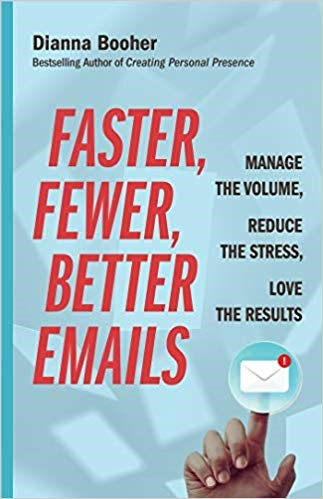 Dianna Booher
Bestselling Author of Creating Personal Presence
FASTER,
FEWER,
BETTER
EMAILS
MANAGE
THE VOLUME,
REDUCE
THE STRESS,
LOVE
THE RESULTS
!